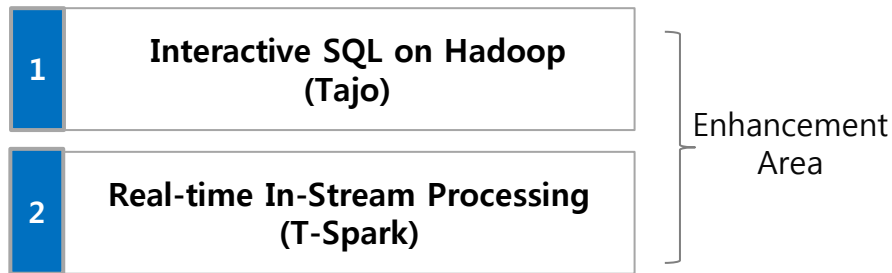 1
Interactive SQL on Hadoop
(Tajo)
2
Real-time In-Stream Processing
(T-Spark)
Enhancement
Area